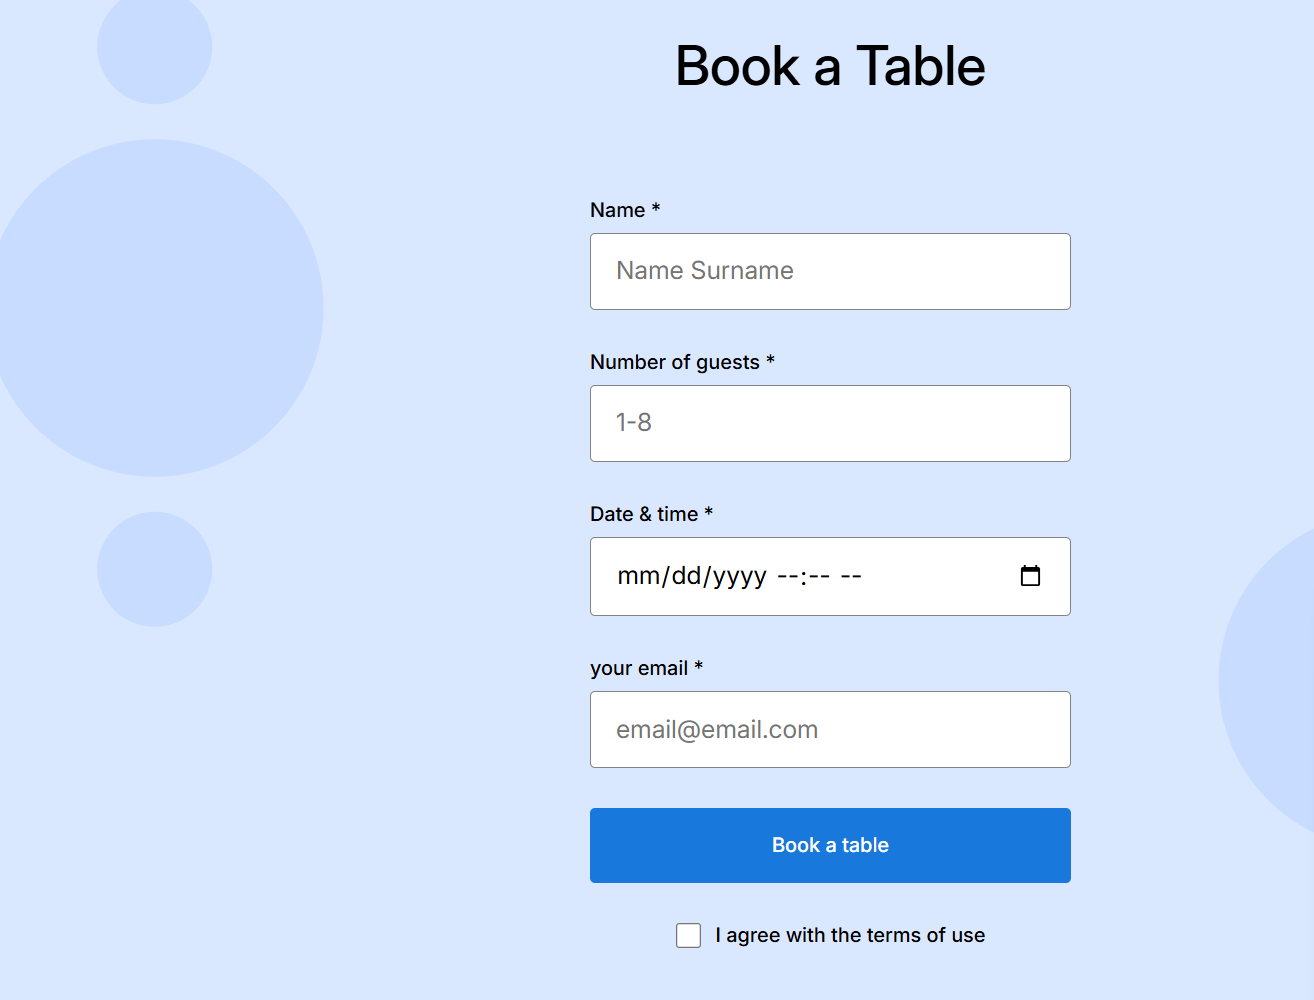 Book a Table
Name *
Name Surname
Number of guests *
1-8
Date & time *
mm/dd/yyyy --:-- --
your email *
email@email.com
Book a table
I agree with the terms of use